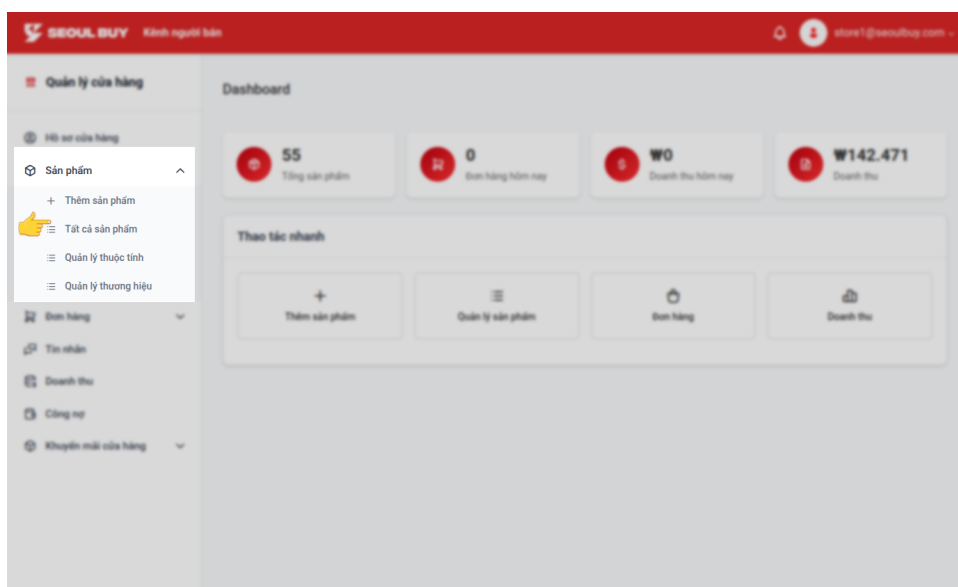 SEOUL BUY Kênh người bán
store1@seoulbuy.com
Quản lý cửa hàng
Hồ sơ cửa hàng
Sản phẩm
Thêm sản phẩm
Tất cả sản phẩm
Quản lý thuộc tính
Quản lý thương hiệu
Đơn hàng
Tin nhắn
Doanh thu
Công nợ
Khuyến mãi cửa hàng
Dashboard
55
Tổng sản phẩm
0
Đơn hàng hôm nay
₩0
Doanh thu hôm nay
₩142.471
Doanh thu
Thao tác nhanh
Thêm sản phẩm
Quản lý sản phẩm
Đơn hàng
Doanh thu